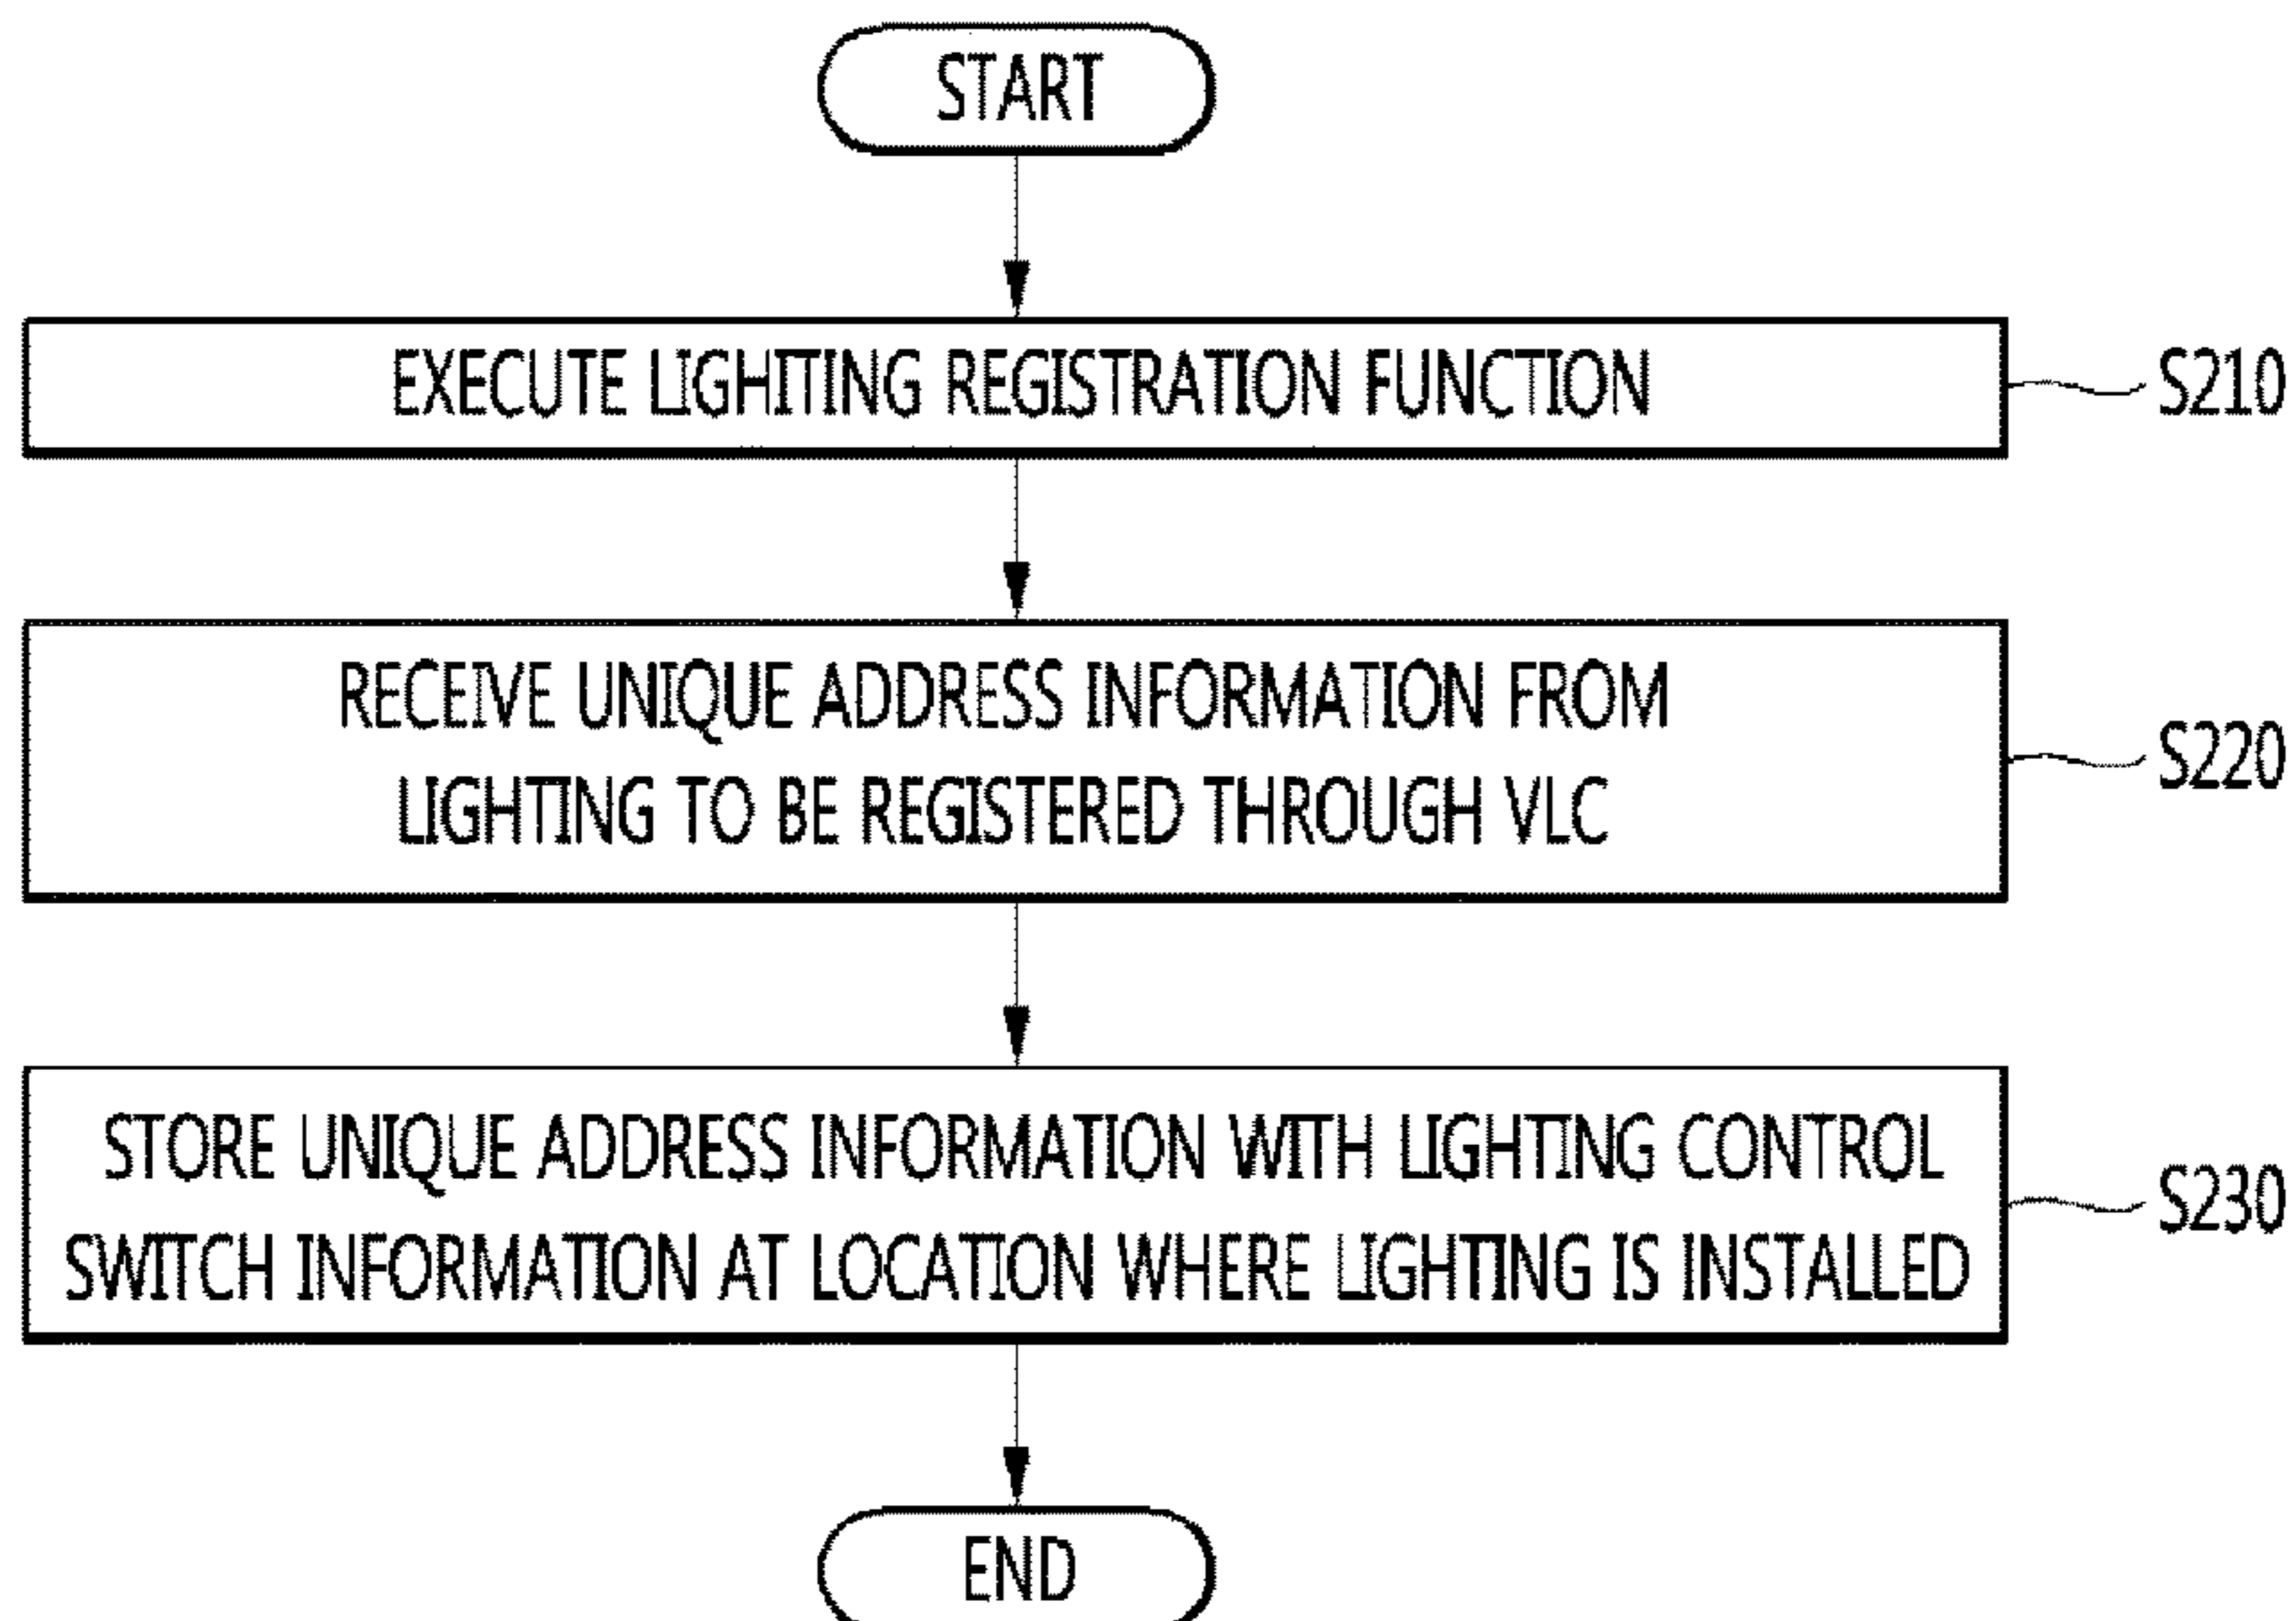 START
EXECUTE LIGHITING REGISTRATION FUNCTION
S210
RECEIVE UNIQUE ADDRESS INFORMATION FROM
LIGHTING TO BE REGISTERED THROUGH VLC
S220
STORE UNIQUE ADDRESS INFORMATION WITH LIGHTING CONTROL
SWITCH INFORMATION AT LOCATION WHERE LIGHTING IS INSTALLED
S230
END